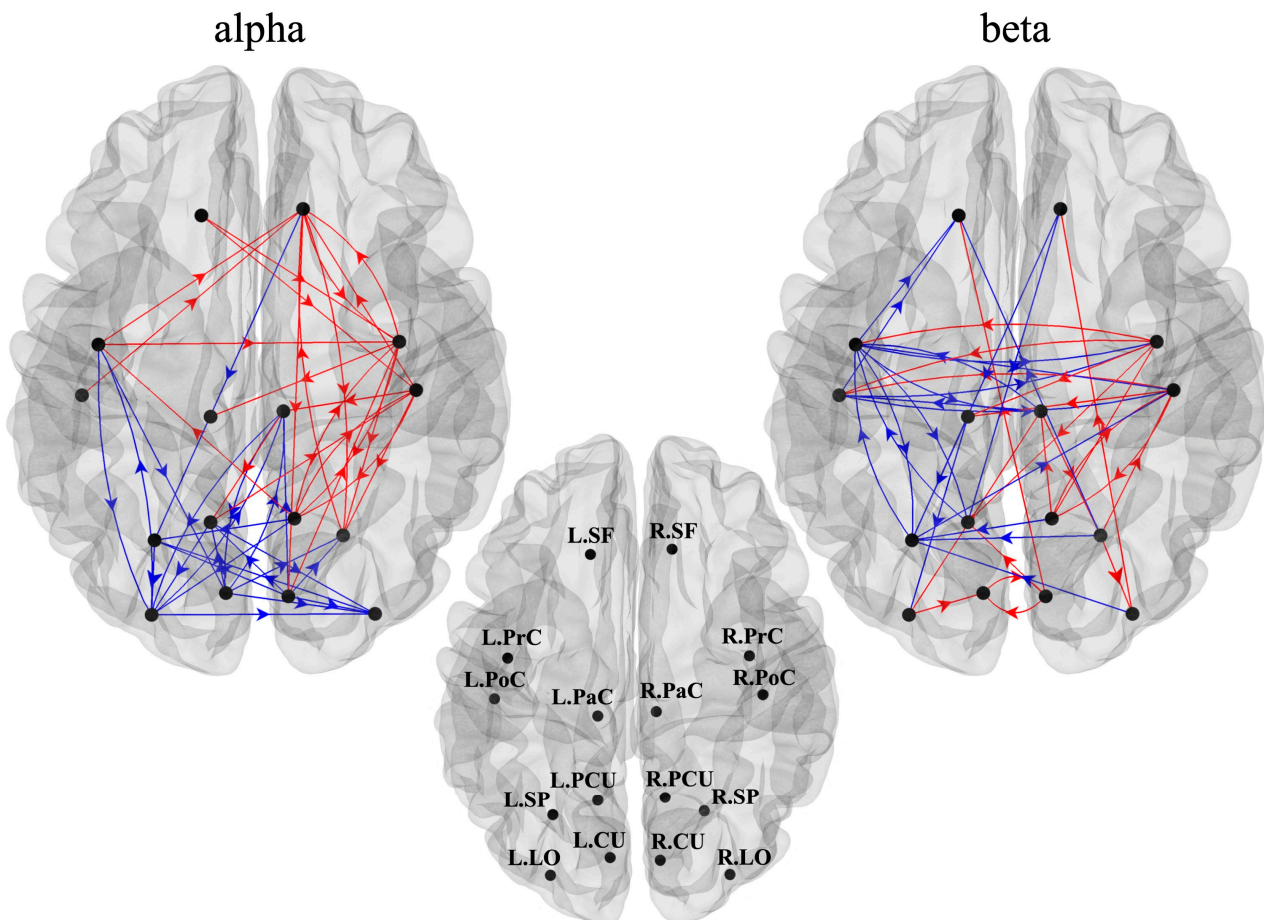 alpha
beta
L.SF
R.SF
L.PrC
R.PrC
L.PoC
R.PoC
L.PaC
R.PaC
L.PCU
R.PCU
L.SP
R.SP
L.CU
R.CU
L.LO
R.LO